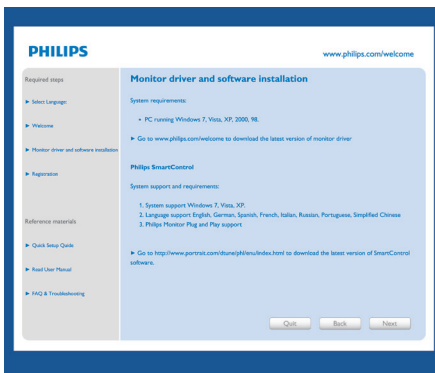 PHILIPS
www.philips.com/welcome
Required steps
► Select Language:
► Welcome
► Monitor driver and software installation
► Registration
Reference materials
► Quick Setup Qaide
► Read User Manual
► FAQ & Troubleshooting
Monitor driver and software installation
System requirements:
• PC running Windows 7, Vista, XP, 2000, 98.
► Go to www.philips.com/welcome to download the latest version of monitor driver
Philips SmartControl
System support and requirements:
1. System support Windows 7, Vista, XP.
2. Language support English, German, Spanish, French, Italian, Russian, Portuguese, Simplified Chinese
3. Philips Monitor Plug and Play support
► Go to http://www.portrait.com/dtune/phl/enu/index.html to download the latest version of SmartControl
software.
Quit
Back
Next